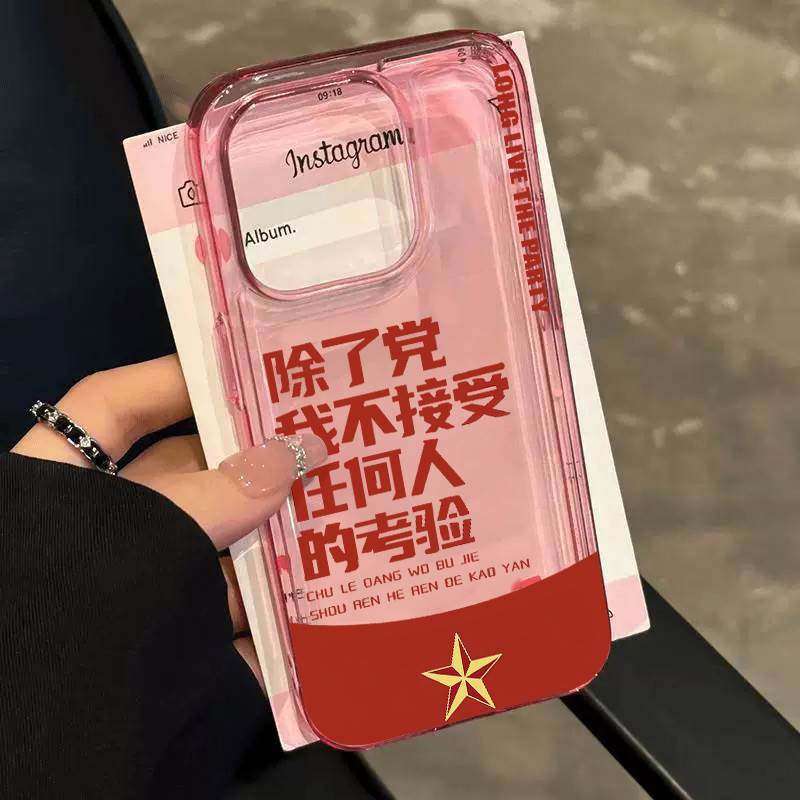 NICE
09:18
Instagram
Album.
LONG LIVE THE PARTY
除了党
我不接受
任何人
的考验
CHU LE DANG WO BU JIE
SHOU REN HE REN DE KAO YAN